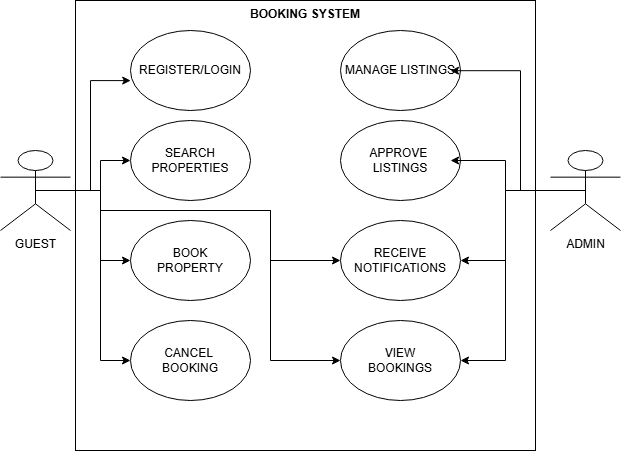 BOOKING SYSTEM
REGISTER/LOGIN
MANAGE LISTINGS
SEARCH
PROPERTIES
APPROVE
LISTINGS
GUEST
ADMIN
BOOK
PROPERTY
RECEIVE
NOTIFICATIONS
CANCEL
BOOKING
VIEW
BOOKINGS